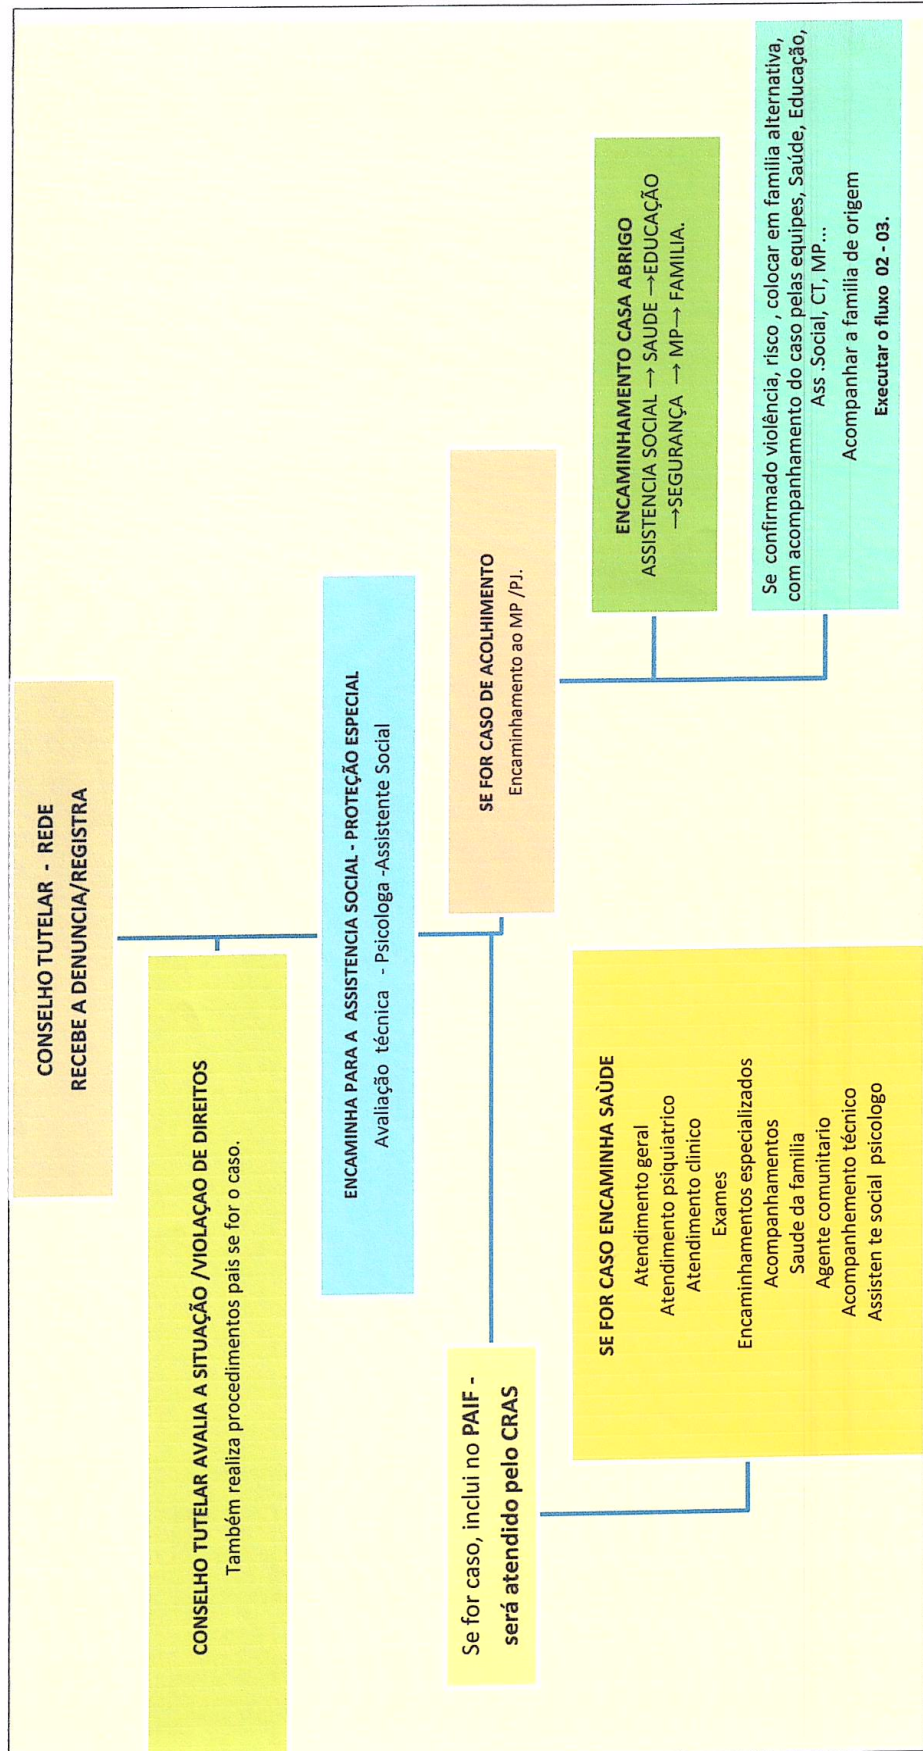 CONSELHO TUTELAR - REDE
RECEBE A DENUNCIA/REGISTRA
CONSELHO TUTELAR AVALIA A SITUAÇÃO /VIOLAÇAO DE DIREITOS
Também realiza procedimentos pais se for o caso.
ENCAMINHA PARA A ASSISTENCIA SOCIAL - PROTEÇÃO ESPECIAL
Avaliação técnica - Psicologa -Assistente Social
Se for caso, inclui no PAIF -
será atendido pelo CRAS
SE FOR CASO DE ACOLHIMENTO
Encaminhamento ao MP /PJ.
SE FOR CASO ENCAMINHA SAÙDE
Atendimento geral
Atendimento psiquiatrico
Atendimento clinico
Exames
Encaminhamentos especializados
Acompanhamentos
Saude da familia
Agente comunitario
Acompanhemento técnico
Assisten te social psicologo
ENCAMINHAMENTO CASA ABRIGO
ASSISTENCIA SOCIAL → SAUDE →EDUCAÇÃO
→SEGURANÇA → MP→ FAMILIA.
Se confirmado violência, risco , colocar em familia alternativa,
com acompanhamento do caso pelas equipes, Saúde, Educação,
Ass .Social, CT, MP...
Acompanhar a familia de origem
Executar o fluxo 02 - 03.